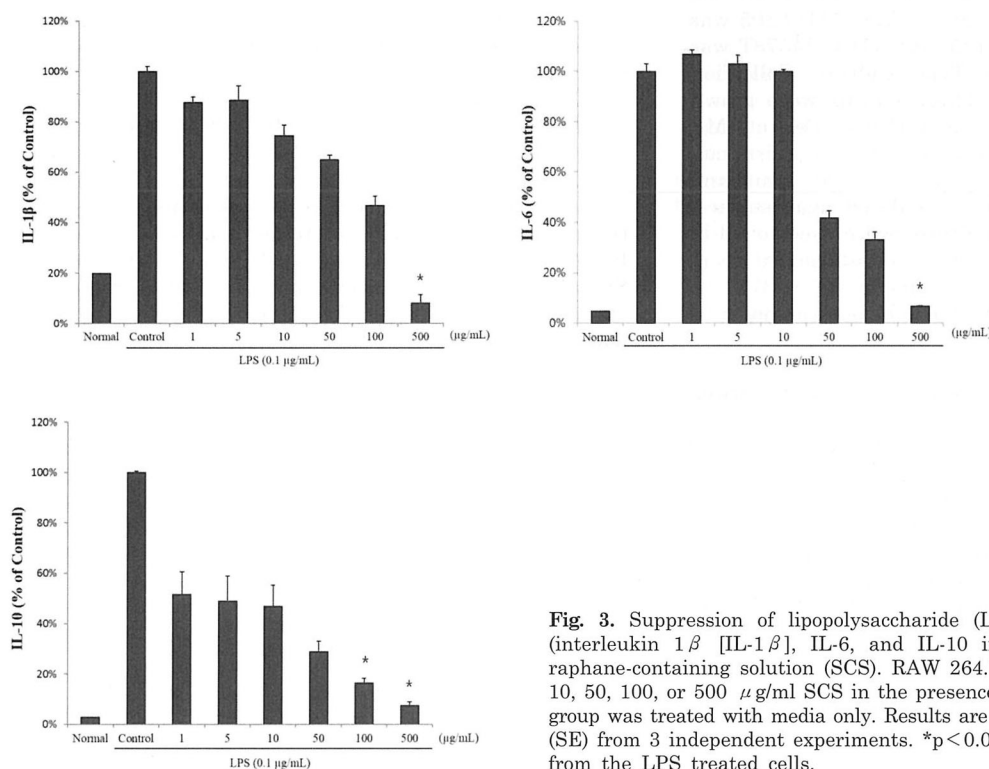 120%
100%
80%
60%
40%
20%
0%
IL-1β (% of Control)
Normal Control 1 5 10 50 100 500 (μg/mL)
LPS (0.1 μg/mL)
*
120%
100%
80%
60%
40%
20%
0%
IL-6 (% of Control)
Normal Control 1 5 10 50 100 500 (μg/mL)
LPS (0.1 μg/mL)
*
120%
100%
80%
60%
40%
20%
0%
IL-10 (% of Control)
Normal Control 1 5 10 50 100 500 (μg/mL)
LPS (0.1 μg/mL)
* *
Fig. 3. Suppression of lipopolysaccharide (L
(interleukin 1β [IL-1β], IL-6, and IL-10 i
raphane-containing solution (SCS). RAW 264.
10, 50, 100, or 500 μg/ml SCS in the presence
group was treated with media only. Results are
(SE) from 3 independent experiments. *p<0.0
from the LPS treated cells.